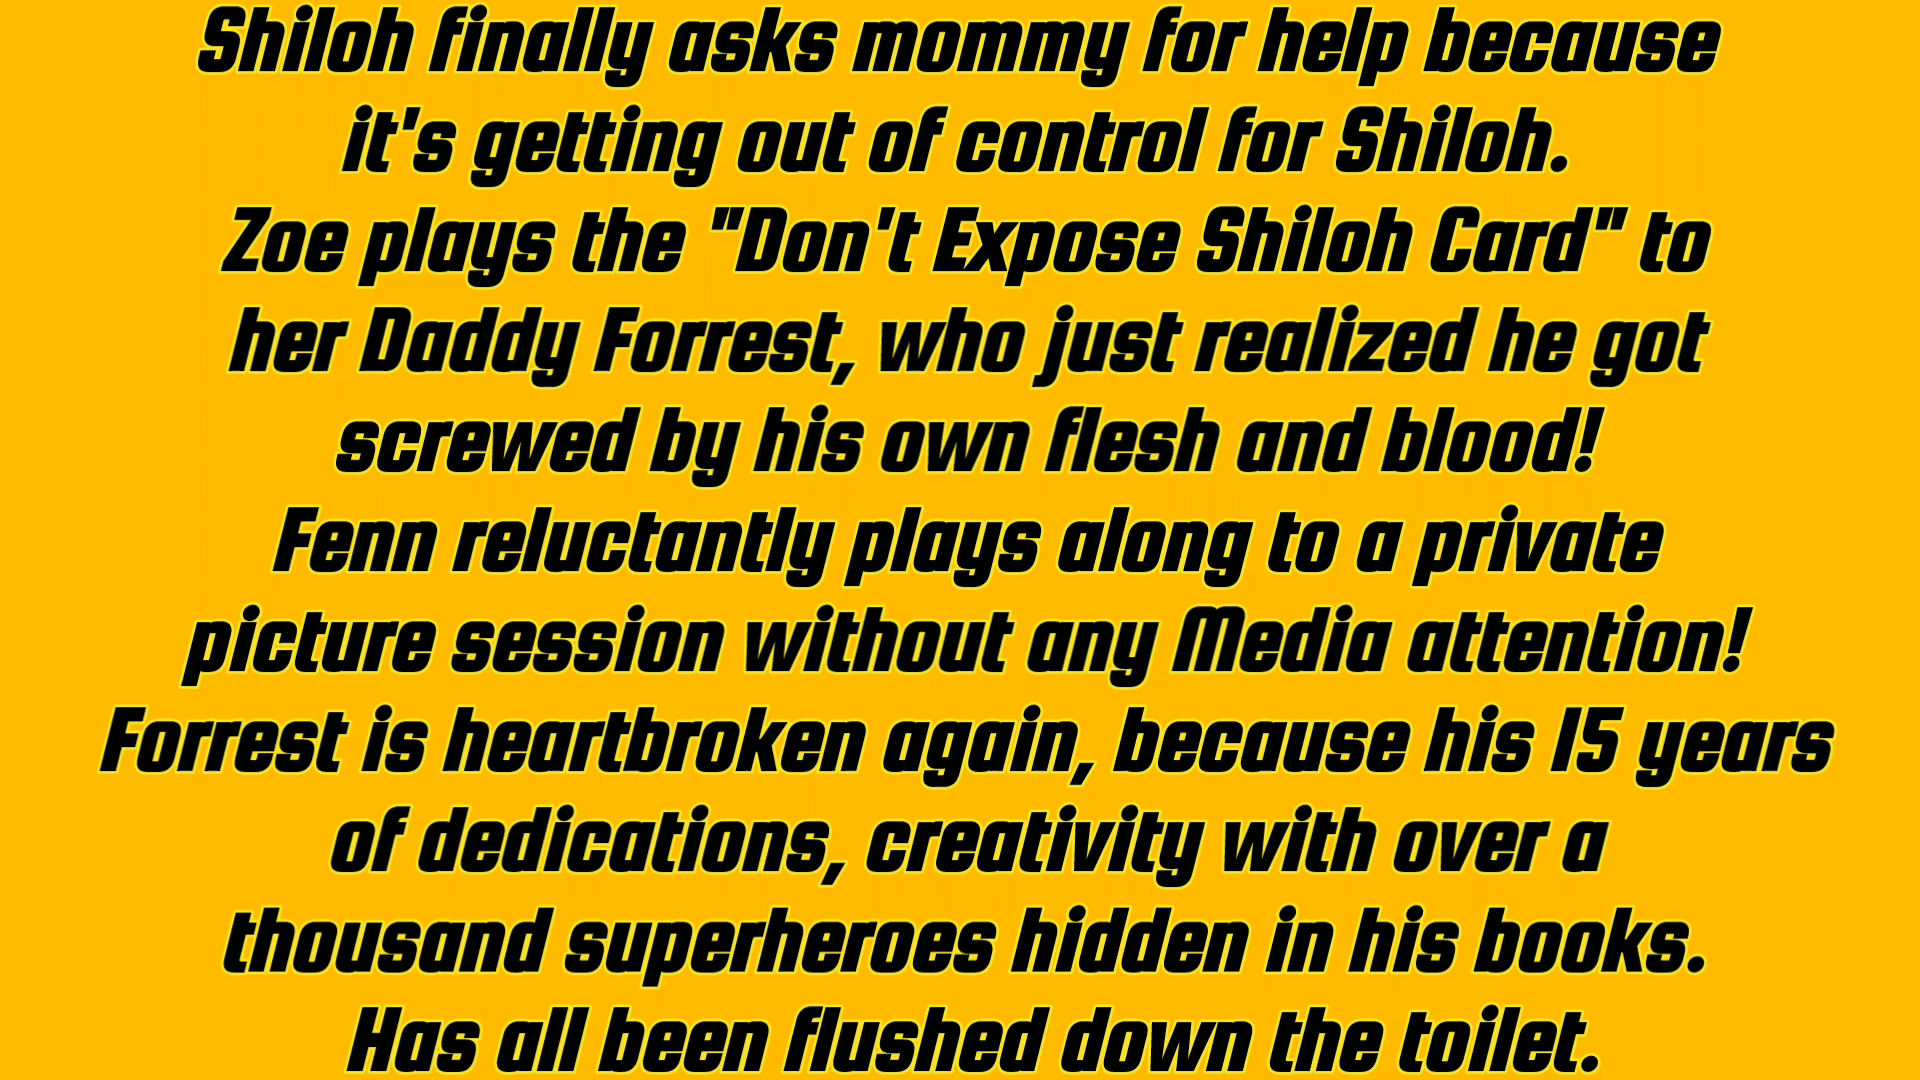 Shiloh finally asks mommy for help because
it's getting out of control for Shiloh.
Zoe plays the "Don't Expose Shiloh Card" to
her Daddy Forrest, who just realized he got
screwed by his own flesh and blood!
Fenn reluctantly plays along to a private
picture session without any Media attention!
Forrest is heartbroken again, because his 15 years
of dedications, creativity with over a
thousand superheroes hidden in his books.
Has all been flushed down the toilet.